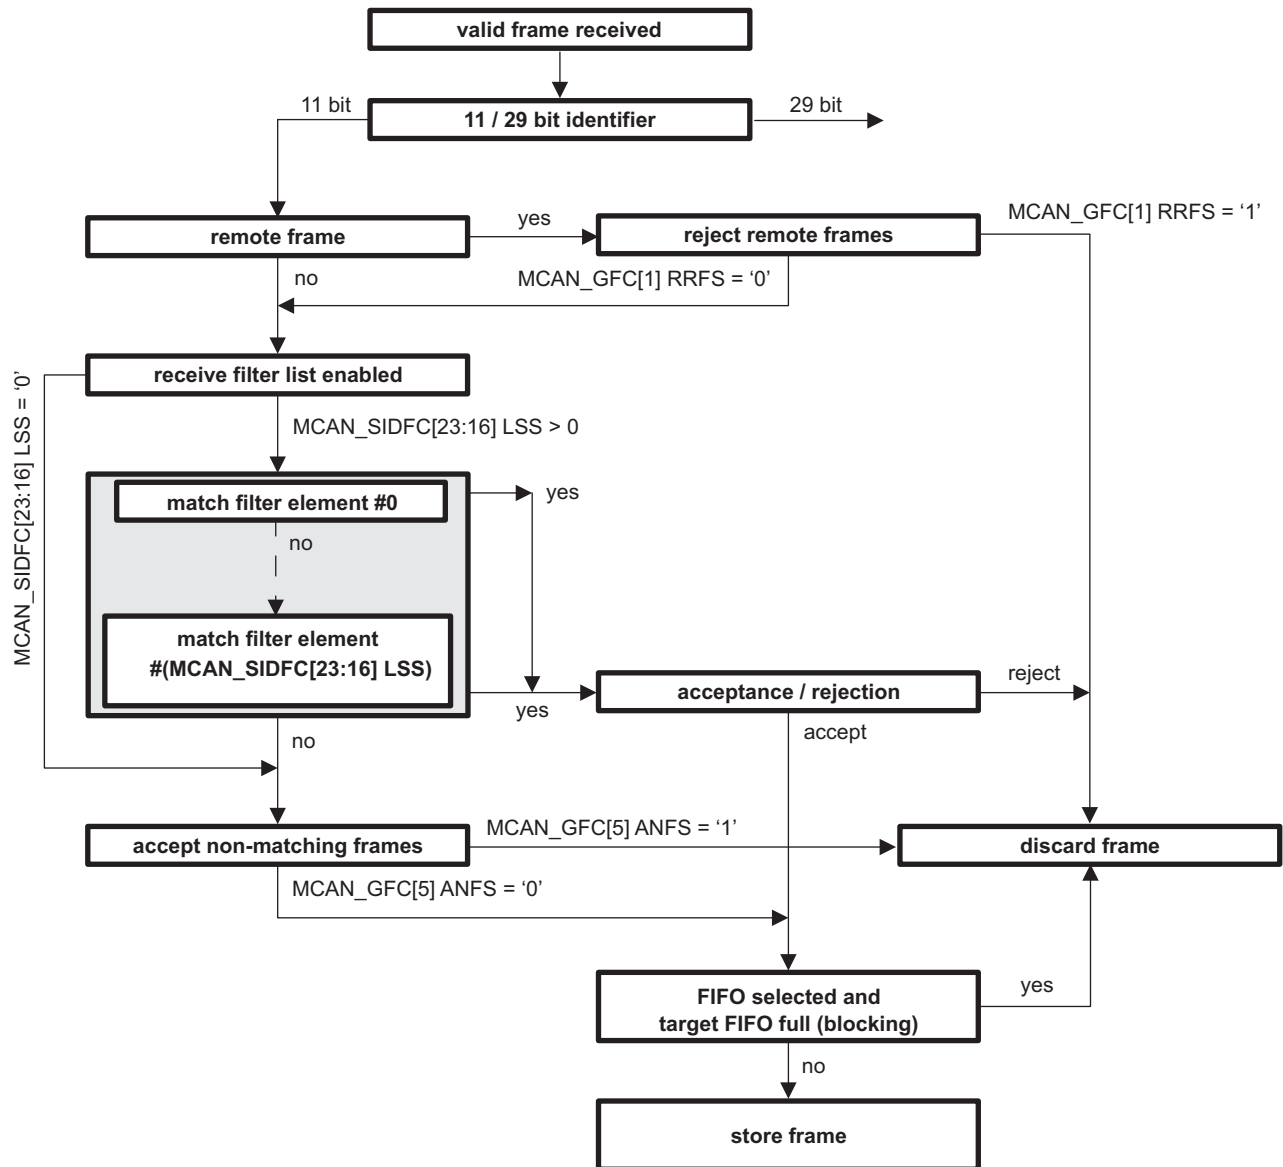 valid frame received
11 bit
11 / 29 bit identifier
29 bit
remote frame
yes
reject remote frames
MCAN_GFC[1] RRFS = ‘1’
no
MCAN_GFC[1] RRFS = ‘0’
receive filter list enabled
MCAN_SIDFC[23:16] LSS = ‘0’
MCAN_SIDFC[23:16] LSS > 0
match filter element #0
yes
no
match filter element
#(MCAN_SIDFC[23:16] LSS)
yes
acceptance / rejection
reject
accept
no
accept non-matching frames
MCAN_GFC[5] ANFS = ‘1’
discard frame
MCAN_GFC[5] ANFS = ‘0’
FIFO selected and
target FIFO full (blocking)
yes
no
store frame